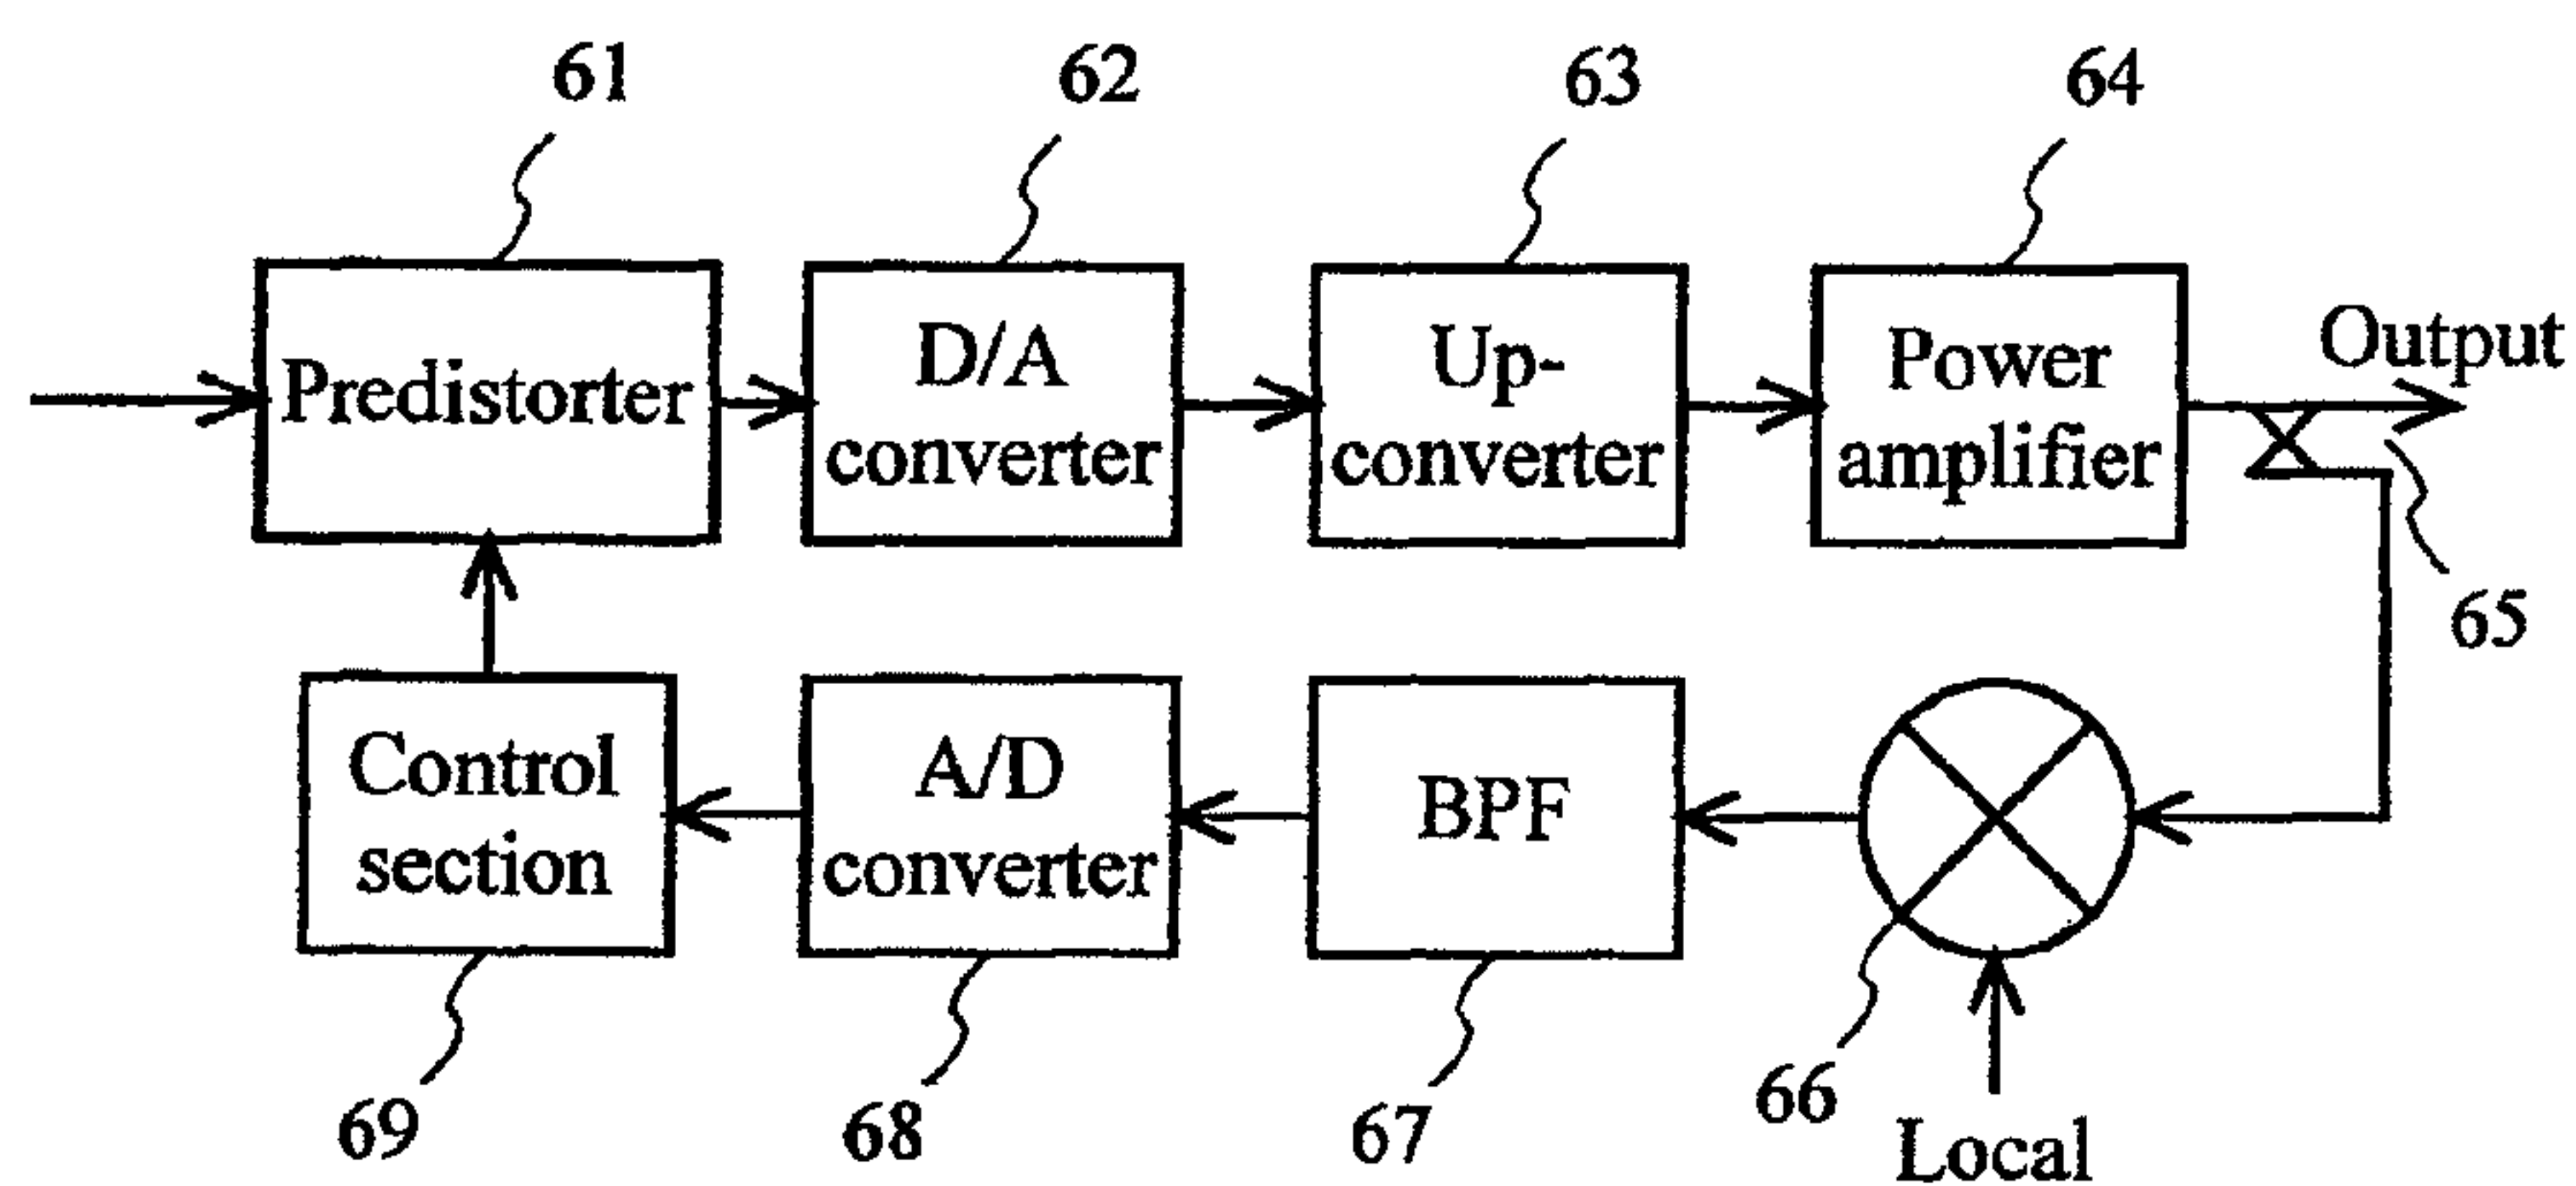 61
62
63
64
Predistorter
D/A
converter
Up-
converter
Power
amplifier
Output
65
Control
section
A/D
converter
BPF
69
68
67
66
Local